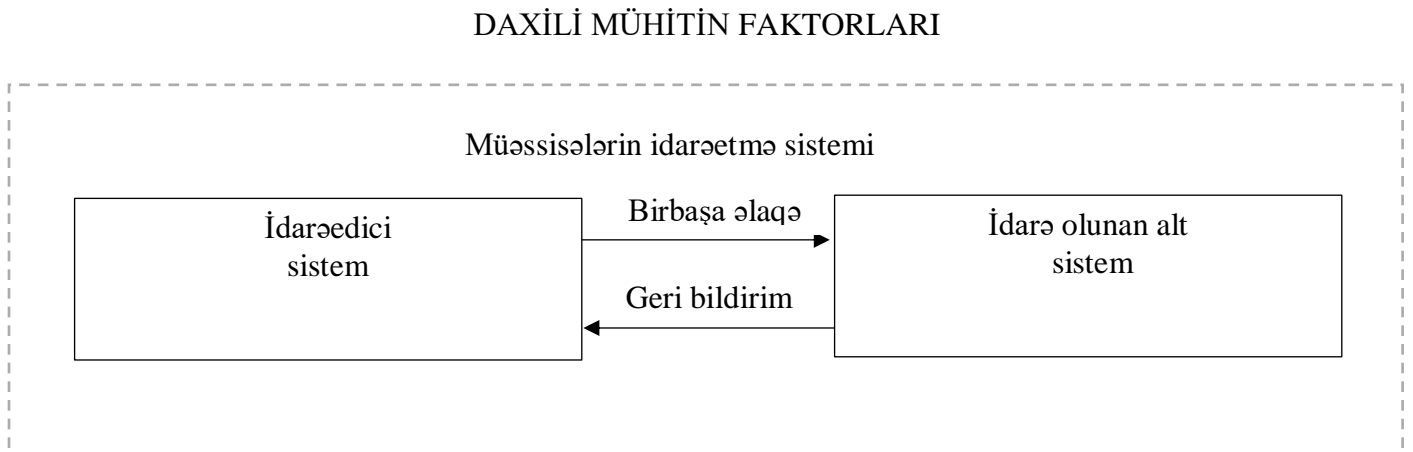 DAXİLİ MÜHİTİN FAKTORLARI
Müəssisələrin idarəetmə sistemi
İdarəedici
sistem
Birbaşa əlaqə
Geri bildirim
İdarə olunan alt
sistem